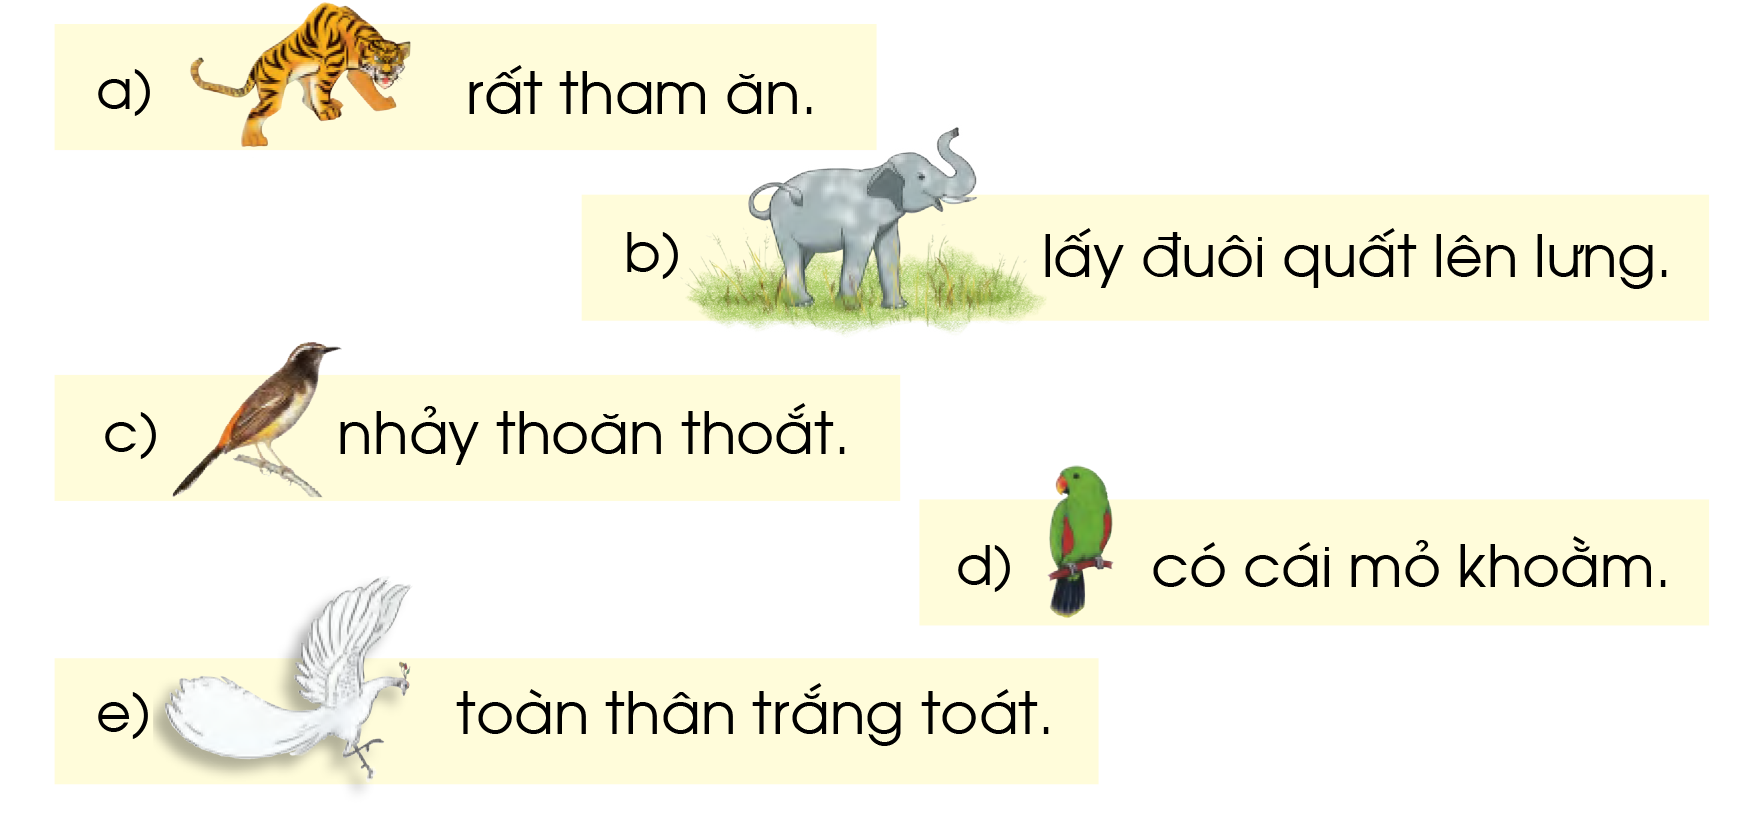 a) rất tham ăn.
b) lấy đuôi quất lên lưng.
c) nhảy thoăn thoắt.
d) có cái mỏ khoằm.
e) toàn thân trắng toát.